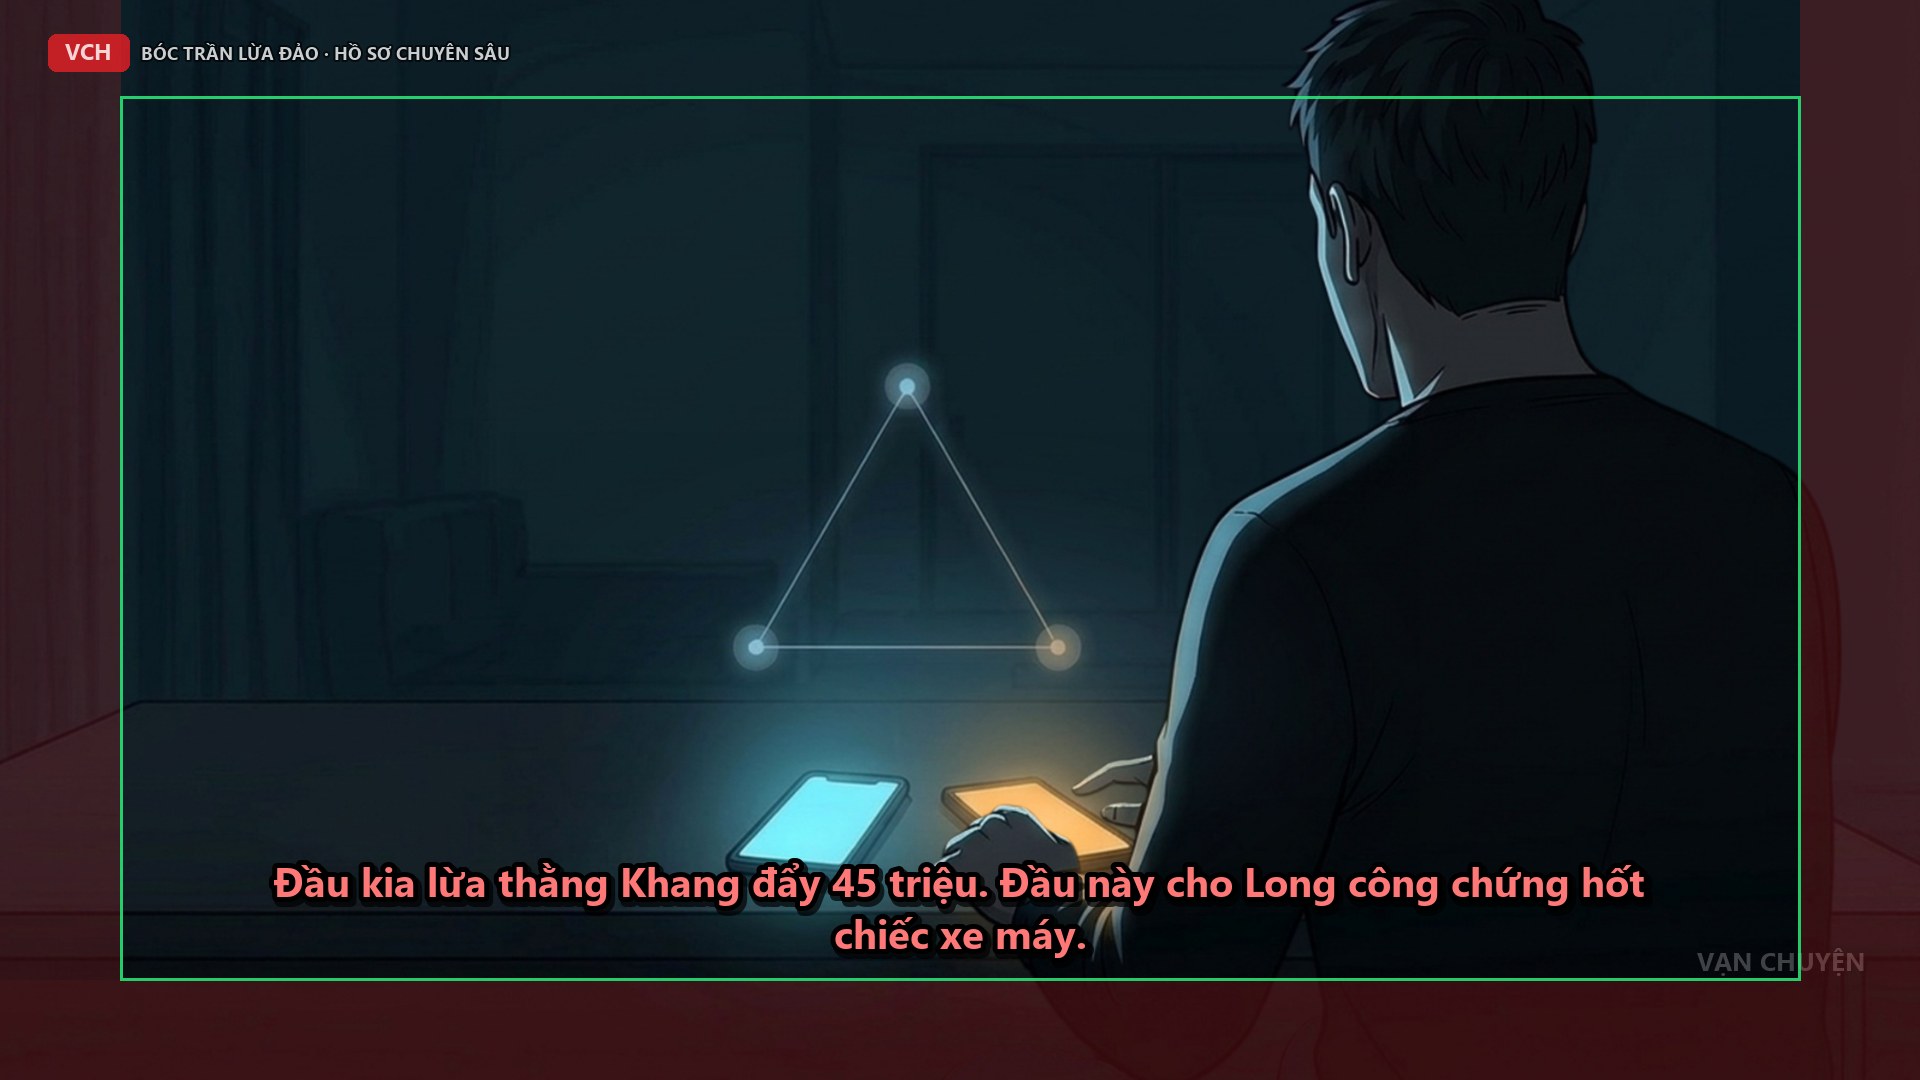 VCH BÓC TRẦN LỪA ĐẢO · HỒ SƠ CHUYÊN SÂU
Đầu kia lừa thằng Khang đẩy 45 triệu. Đầu này cho Long công chứng hốt
chiếc xe máy.
VẠN CHUYỆN